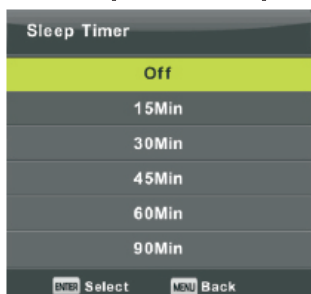 Sleep Timer
Off
15Min
30Min
45Min
60Min
90Min
ENTER Select MENU Back